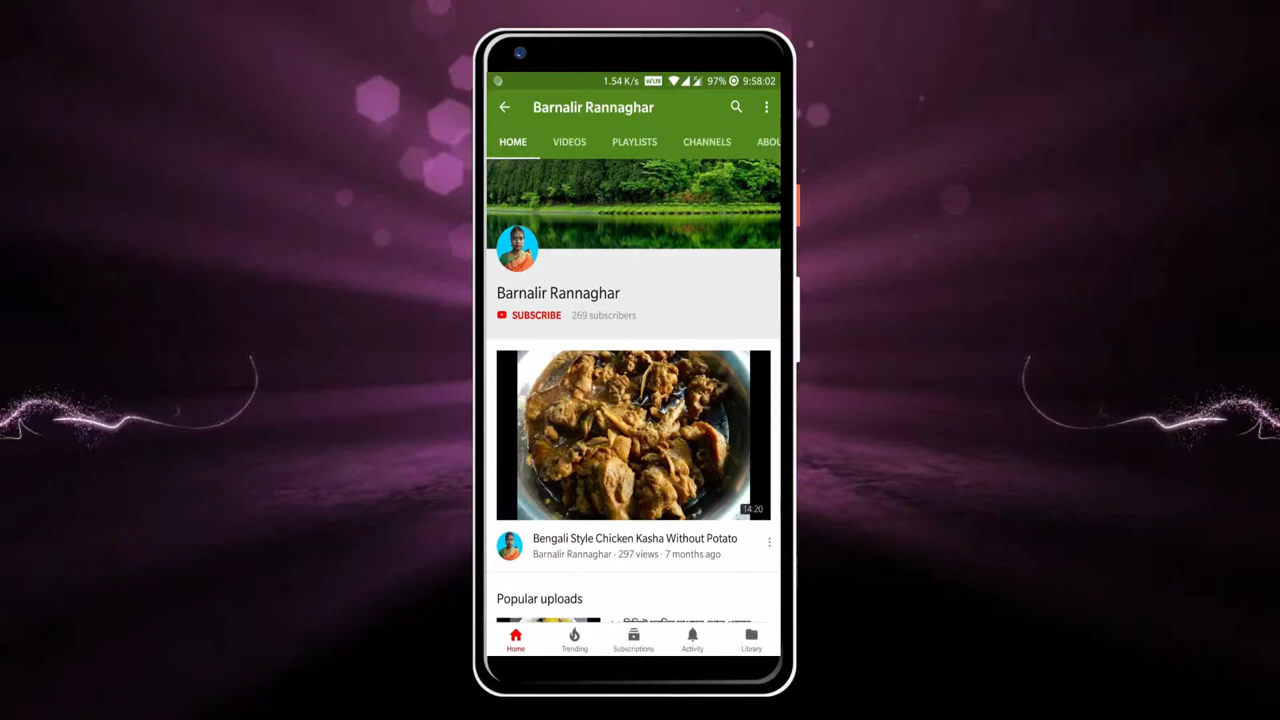 1.54 K/s VoLTE 97% 9:58:02
Barnalir Rannaghar
HOME VIDEOS PLAYLISTS CHANNELS ABOU
Barnalir Rannaghar
SUBSCRIBE 269 subscribers
14:20
Bengali Style Chicken Kasha Without Potato
Barnalir Rannaghar · 297 views · 7 months ago
Popular uploads
Home Trending Subscriptions Activity Library